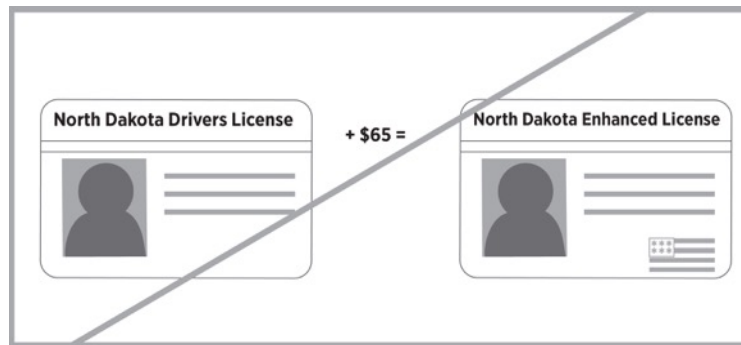 North Dakota Drivers License
+ $65 =
North Dakota Enhanced License